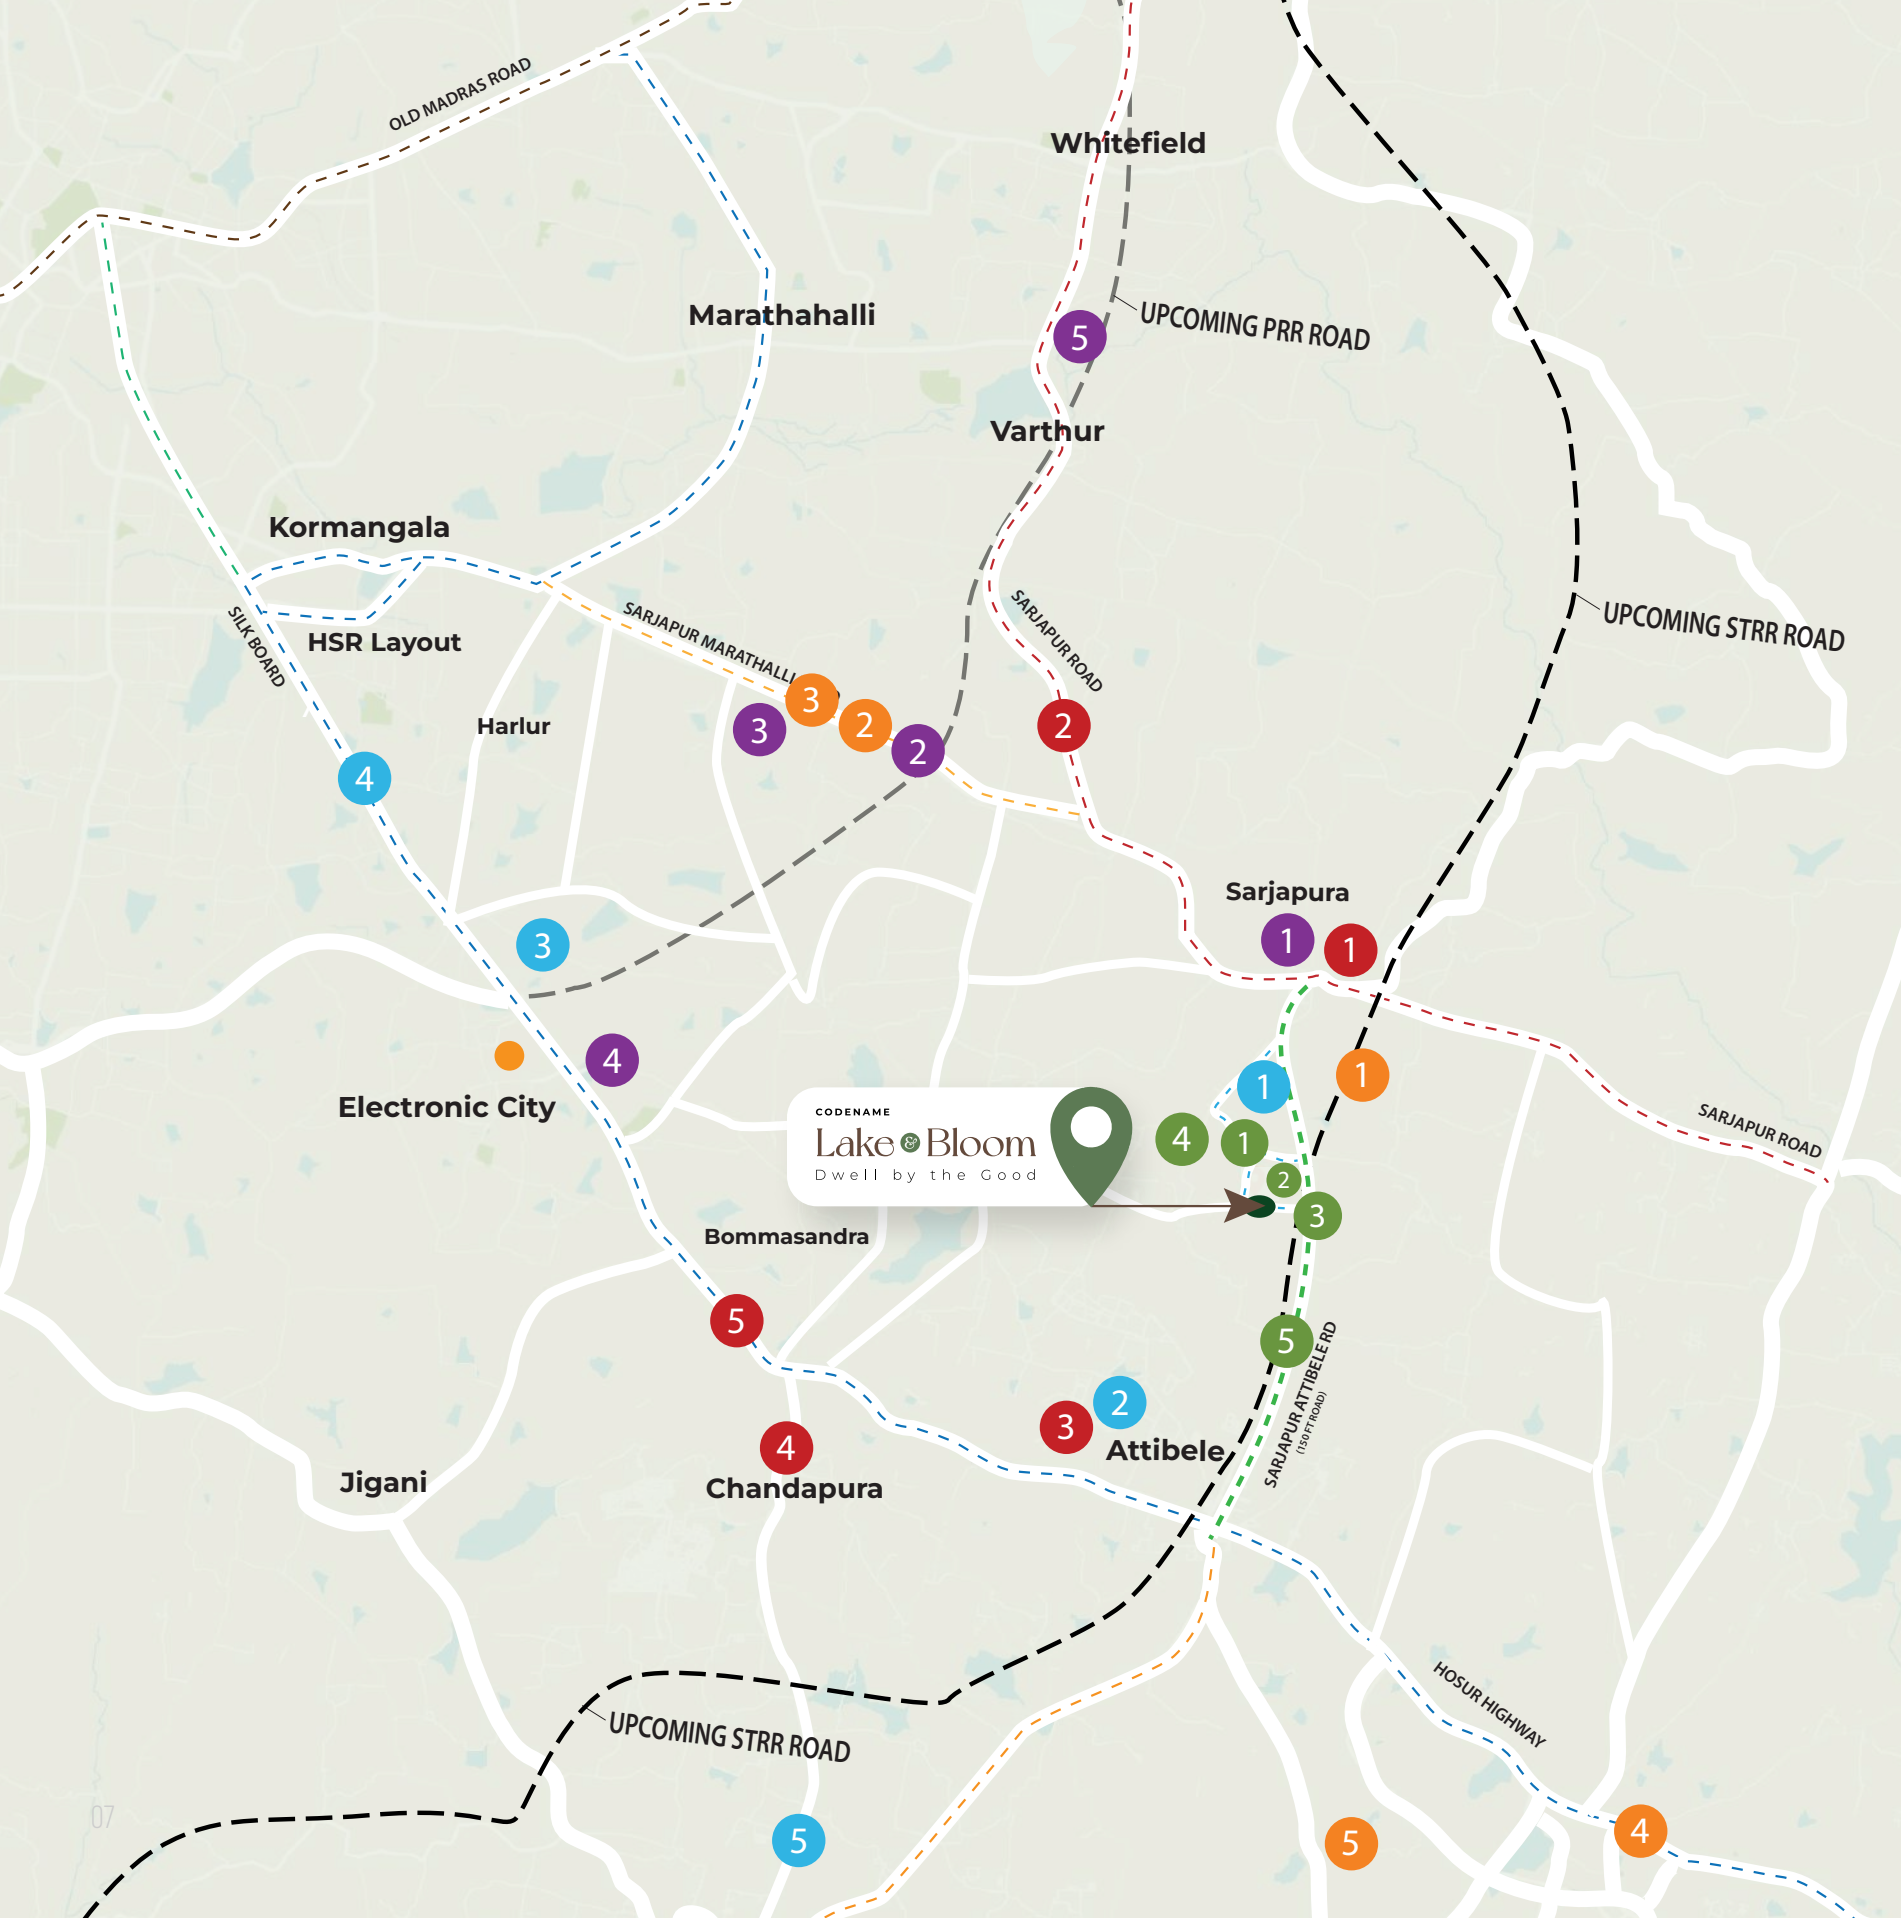 OLD MADRAS ROAD
Whitefield
Marathahalli
UPCOMING PRR ROAD
5
Varthur
Kormangala
SILK BOARD
HSR Layout
SARJAPUR MARATHALLI
SARJAPUR ROAD
UPCOMING STRR ROAD
Harlur
3
3
2
2
2
4
Sarjapura
1
1
3
4
Electronic City
1
1
CODENAME
Lake & Bloom
Dwell by the Good
4
1
2
3
SARJAPUR ROAD
Bommasandra
5
5
SARJAPUR ATTIBELE RD
(150 FT ROAD)
3
2
Attibele
4
Chandapura
Jigani
UPCOMING STRR ROAD
HOSUR HIGHWAY
07
5
5
4